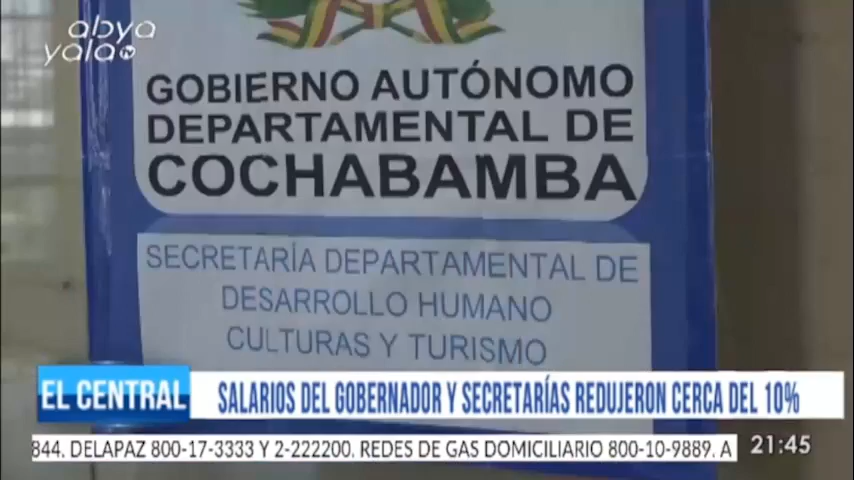 abya
yala tv
GOBIERNO AUTÓNOMO
DEPARTAMENTAL DE
COCHABAMBA
SECRETARÍA DEPARTAMENTAL DE
DESARROLLO HUMANO
CULTURAS Y TURISMO
EL CENTRAL
SALARIOS DEL GOBERNADOR Y SECRETARÍAS REDUJERON CERCA DEL 10%
844. DELAPAZ 800-17-3333 Y 2-222200. REDES DE GAS DOMICILIARIO 800-10-9889. A
21:45